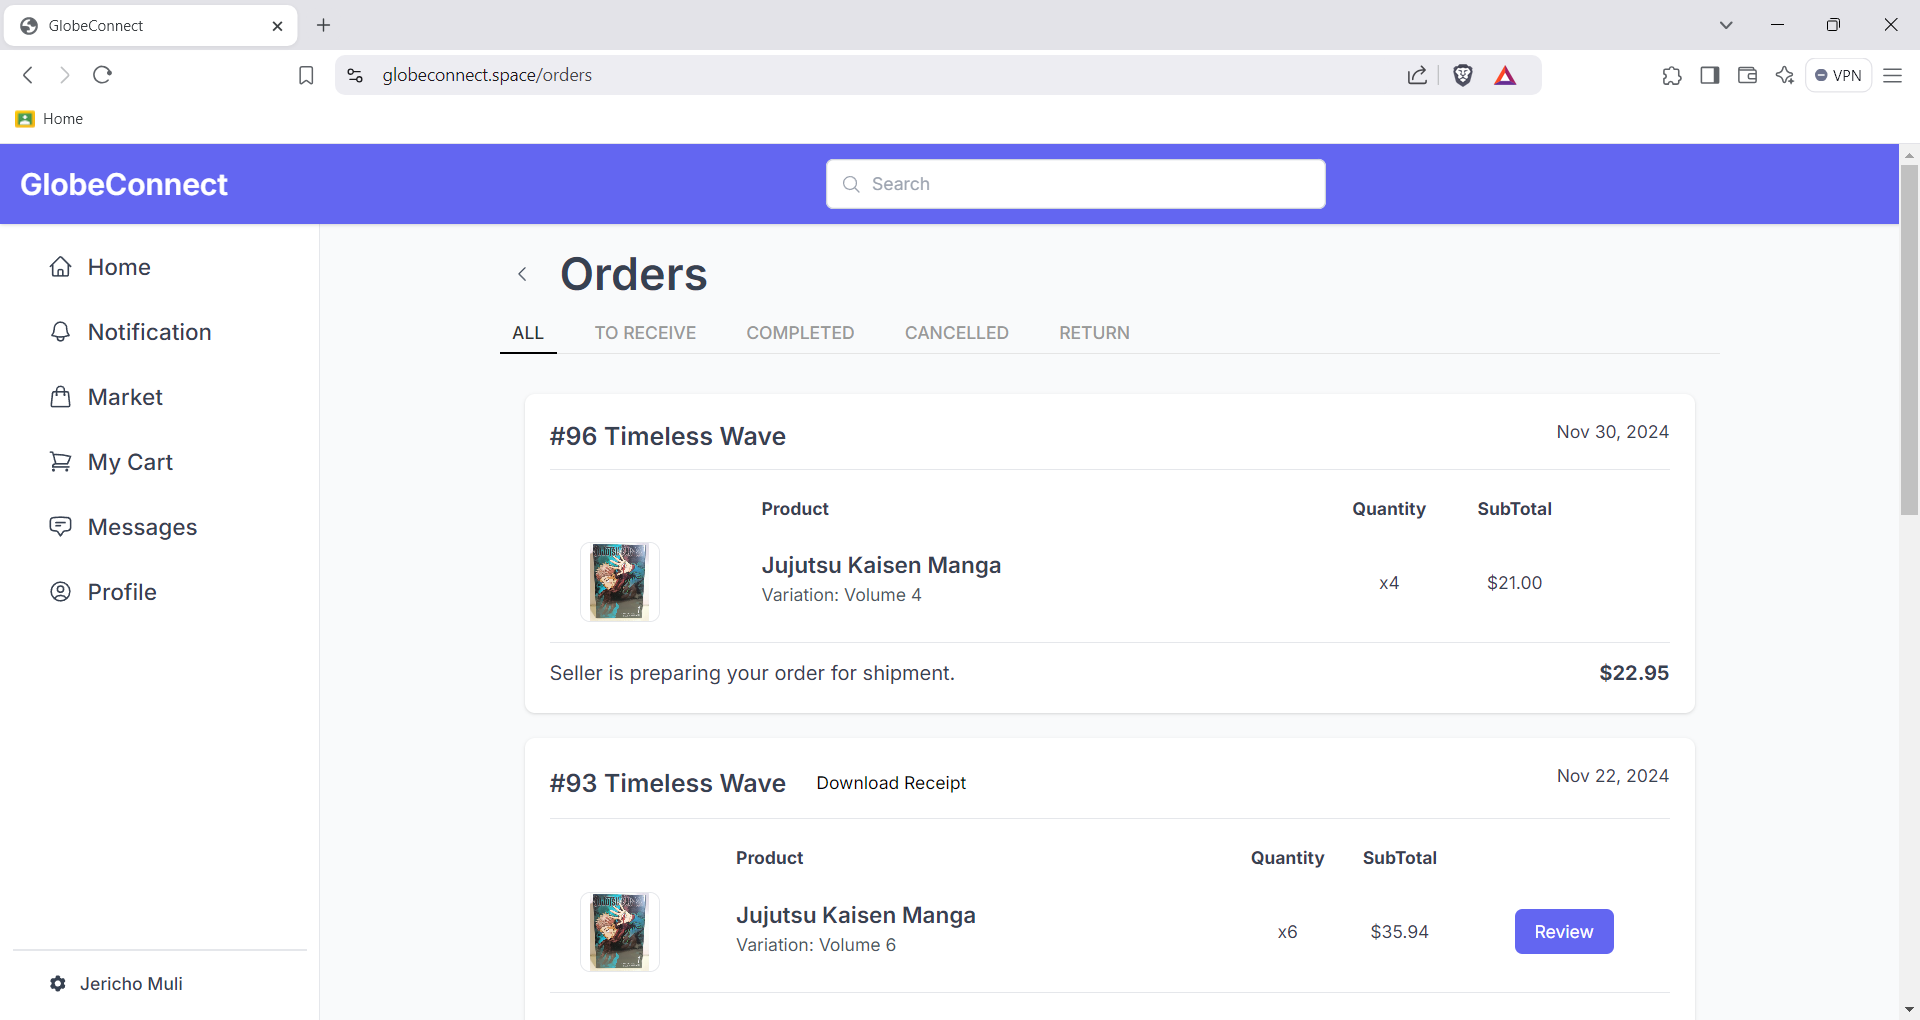 GlobeConnect
globeconnect.space/orders
VPN
Home
GlobeConnect
Search
Home
Notification
Market
My Cart
Messages
Profile
Jericho Muli
Orders
ALL TO RECEIVE COMPLETED CANCELLED RETURN
#96 Timeless Wave Nov 30, 2024
Product Quantity SubTotal
Jujutsu Kaisen Manga
Variation: Volume 4
x4 $21.00
Seller is preparing your order for shipment. $22.95
#93 Timeless Wave Download Receipt Nov 22, 2024
Product Quantity SubTotal
Jujutsu Kaisen Manga
Variation: Volume 6
x6 $35.94 Review